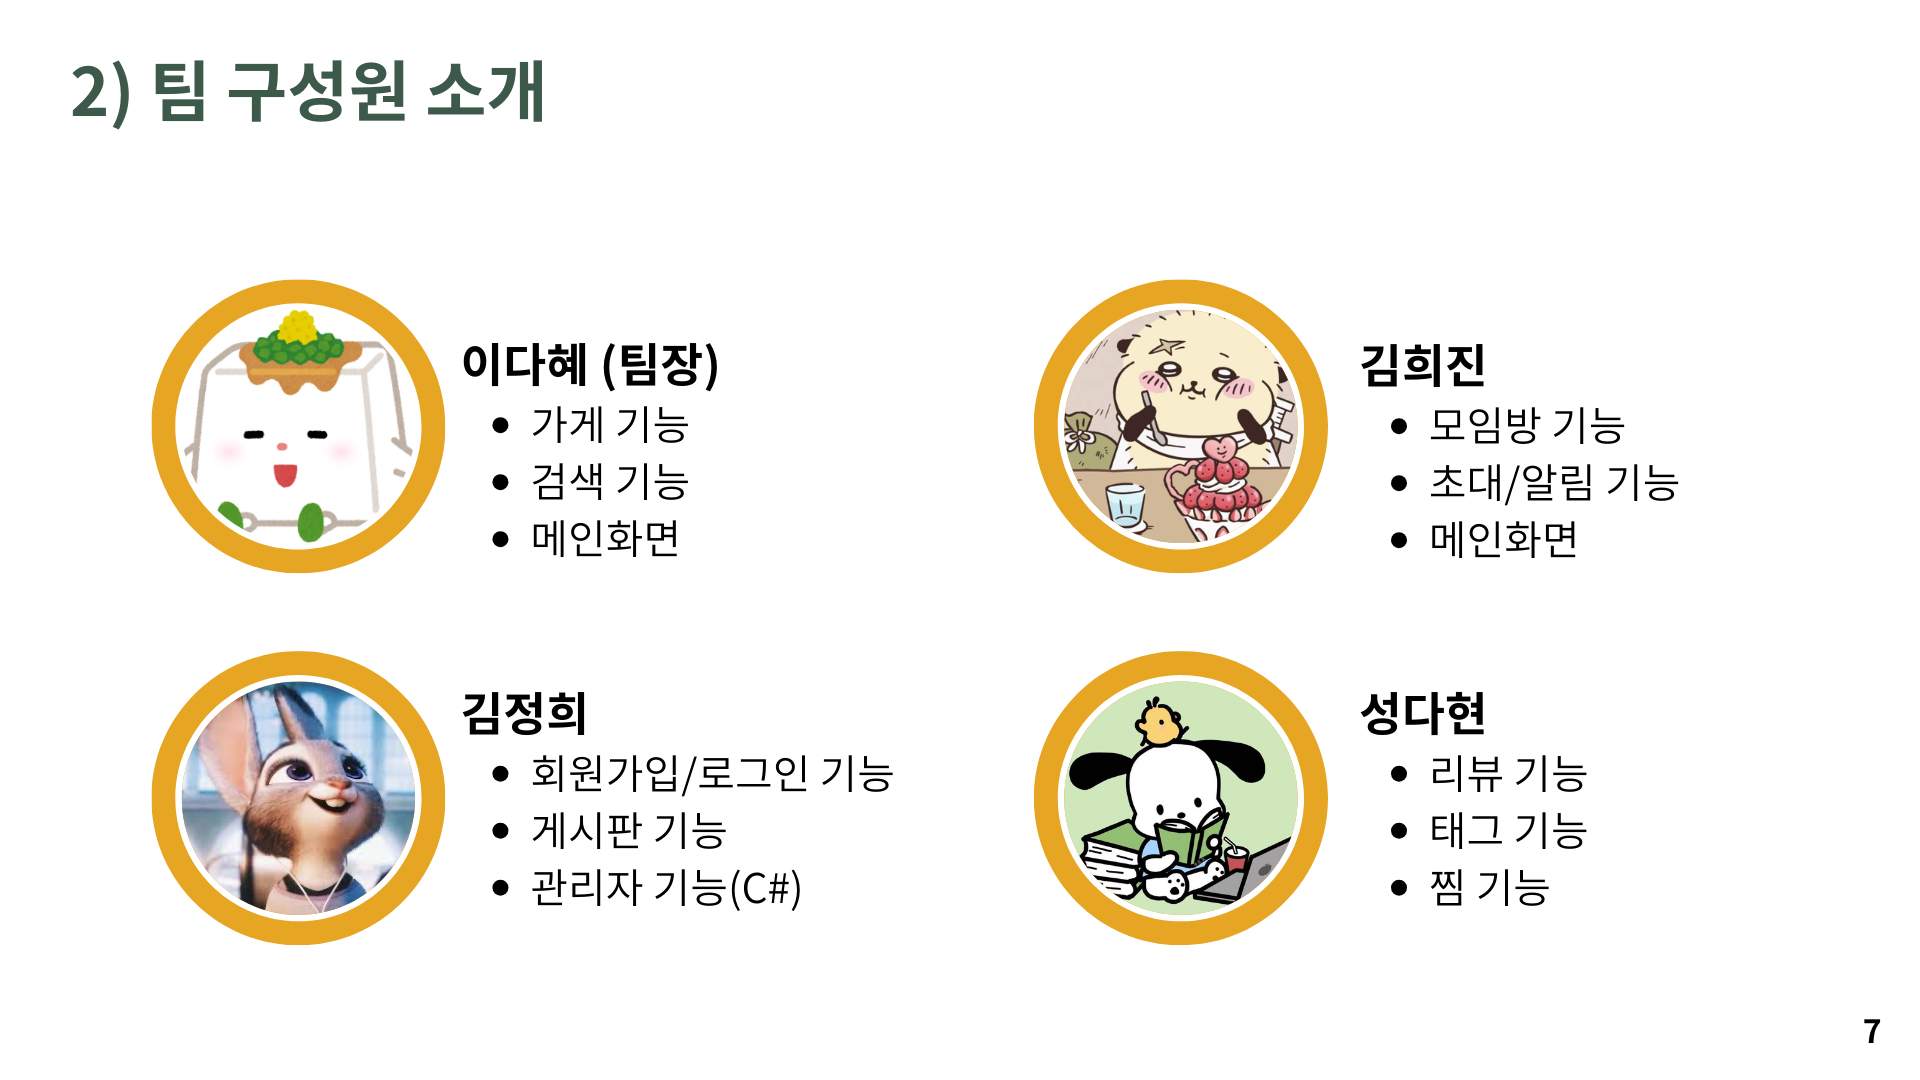 2) 팀 구성원 소개
이다혜 (팀장)
• 가게 기능
• 검색 기능
• 메인화면
김희진
• 모임방 기능
• 초대/알림 기능
• 메인화면
김정희
• 회원가입/로그인 기능
• 게시판 기능
• 관리자 기능(C#)
성다현
• 리뷰 기능
• 태그 기능
• 찜 기능
7